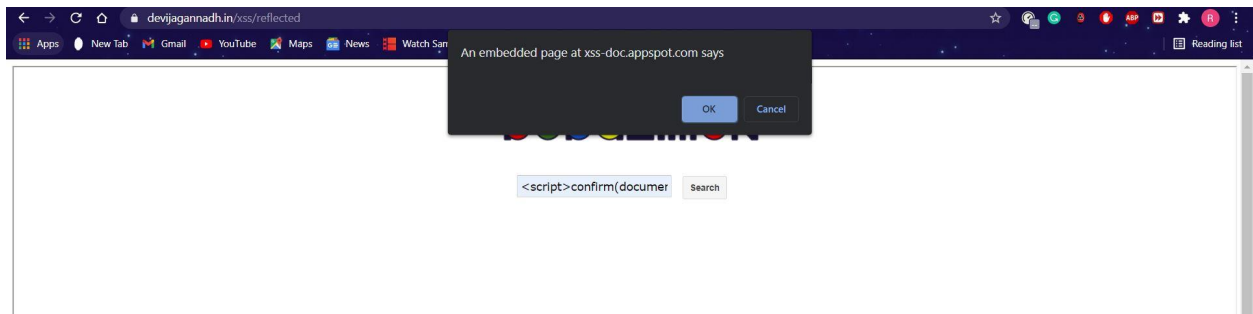 devijagannadh.in/xss/reflected
Apps New Tab Gmail YouTube Maps News Watch San Reading list
An embedded page at xss-doc.appspot.com says
OK Cancel
<script>confirm(documer Search